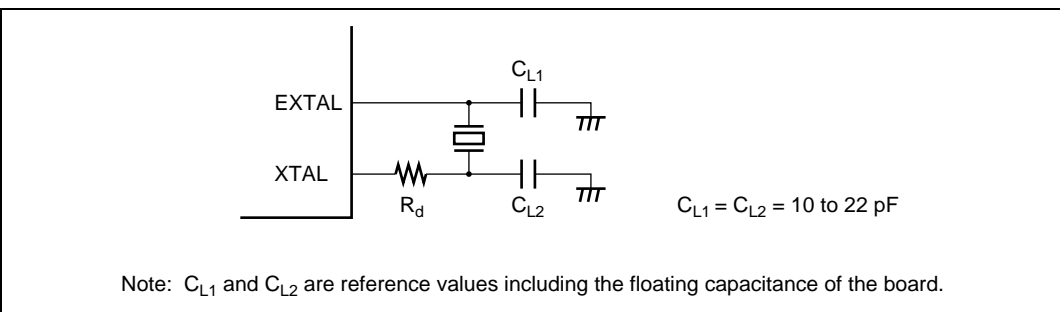 C_L1
EXTAL
XTAL
R_d
C_L2
C_L1 = C_L2 = 10 to 22 pF
Note: C_L1 and C_L2 are reference values including the floating capacitance of the board.